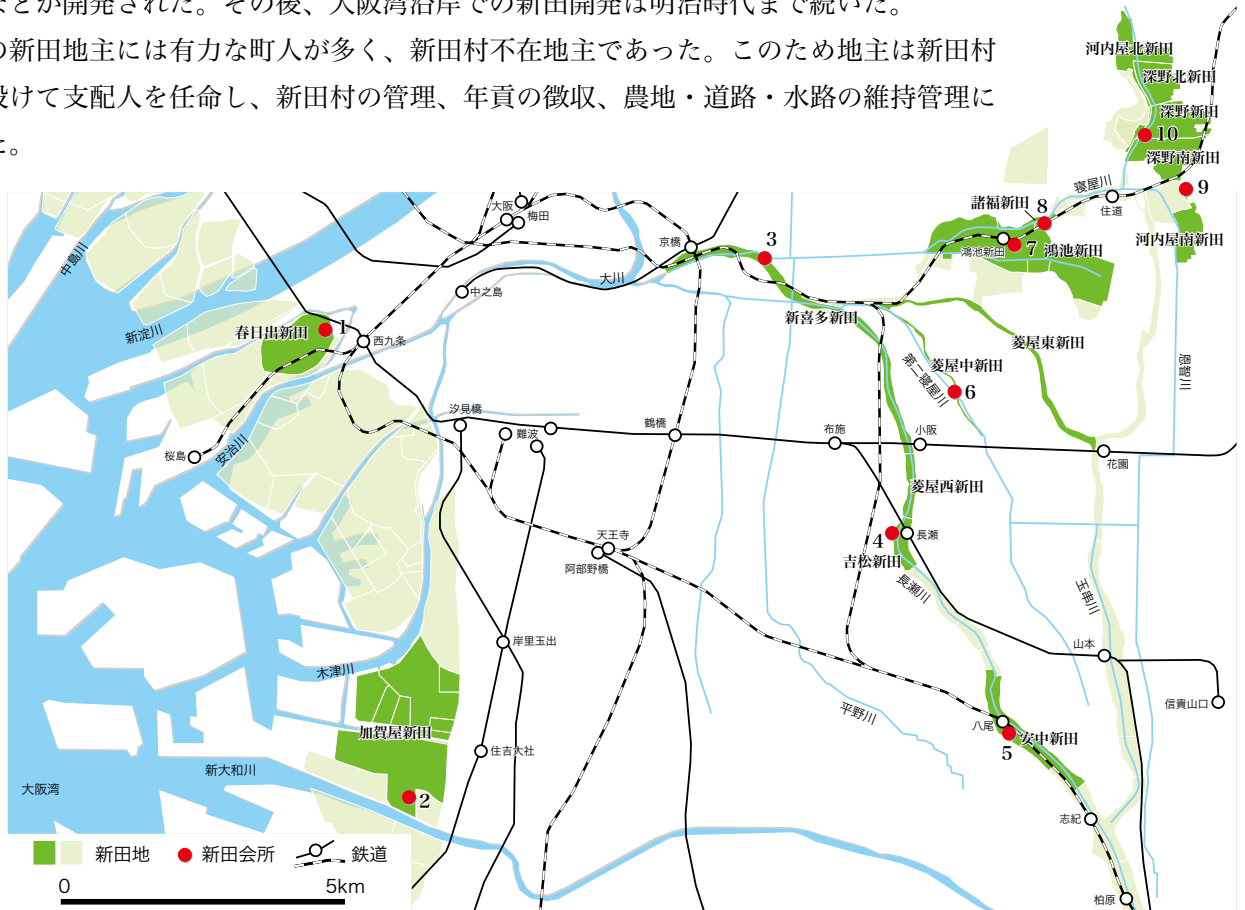 などが開発された。その後、大阪湾沿岸での新田開発は明治時代まで続いた。
の新田地主には有力な町人が多く、新田村不在地主であった。このため地主は新田村
設けて支配人を任命し、新田村の管理、年貢の徴収、農地・道路・水路の維持管理に
た。
河内屋北新田
深野北新田
深野新田
10
深野南新田
9
寝屋川
住道
諸福新田
8
河内屋南新田
鴻池新田
7
鴻池新田
大阪
梅田
京橋
3
中島川
大川
中之島
新淀川
春日出新田
1
西九条
新喜多新田
菱屋東新田
菱屋中新田
第二寝屋川
6
恩智川
汐見橋
難波
鶴橋
布施
小阪
花園
桜島
安治川
菱屋西新田
天王寺
阿部野橋
4
長瀬
吉松新田
長瀬川
玉串川
岸里玉出
山本
木津川
信貴山口
平野川
加賀屋新田
八尾
安中新田
5
住吉大社
新大和川
大阪湾
2
志紀
柏原
新田地
新田会所
鉄道
0
5km